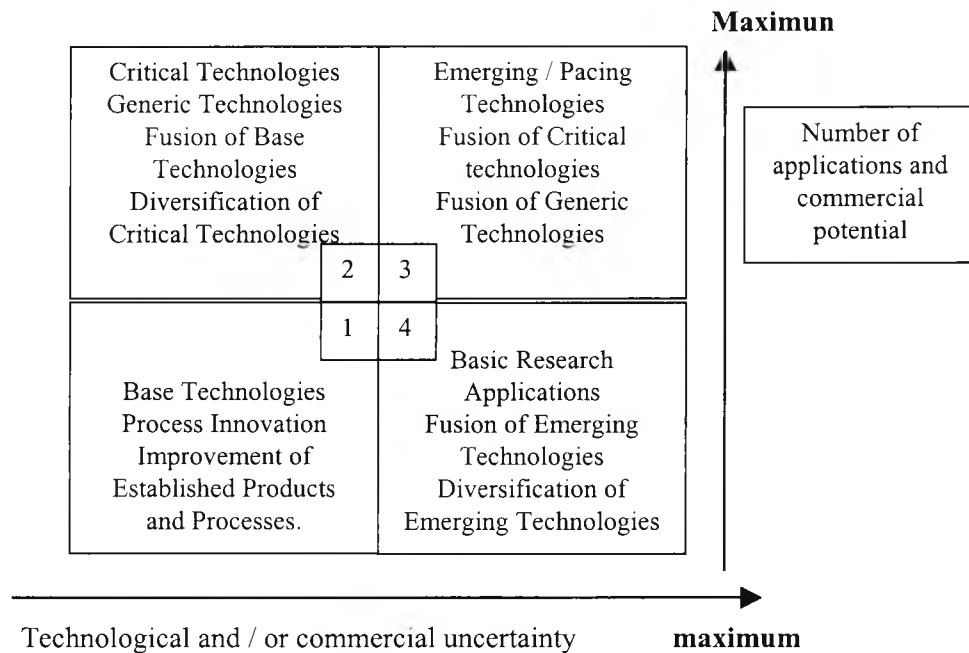 Maximun
Critical Technologies
Generic Technologies
Fusion of Base
Technologies
Diversification of
Critical Technologies
Emerging / Pacing
Technologies
Fusion of Critical
technologies
Fusion of Generic
Technologies
Number of
applications and
commercial
potential
2
3
1
4
Base Technologies
Process Innovation
Improvement of
Established Products
and Processes.
Basic Research
Applications
Fusion of Emerging
Technologies
Diversification of
Emerging Technologies
Technological and / or commercial uncertainty
maximum